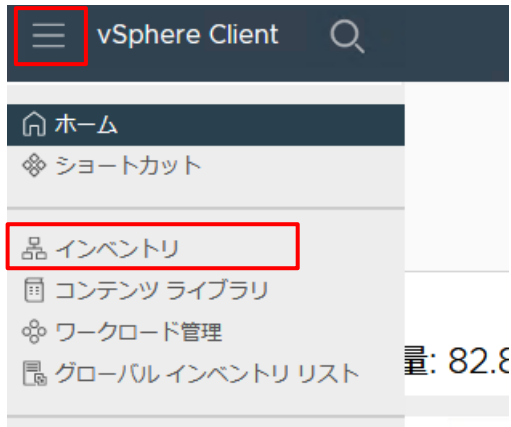 vSphere Client
ホーム
ショートカット
インベントリ
コンテンツ ライブラリ
ワークロード管理
グローバル インベントリ リスト
量: 82.8